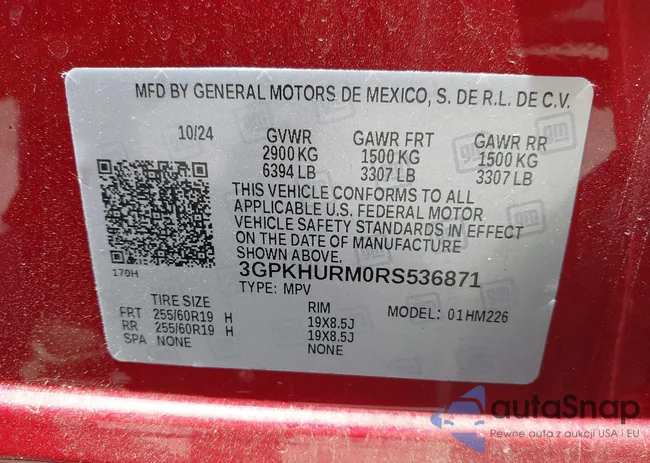 MFD BY GENERAL MOTORS DE MEXICO, S. DE R.L. DE C.V.
10/24 GVWR GAWR FRT GAWR RR
2900 KG 1500 KG 1500 KG
6394 LB 3307 LB 3307 LB
THIS VEHICLE CONFORMS TO ALL
APPLICABLE U.S. FEDERAL MOTOR
VEHICLE SAFETY STANDARDS IN EFFECT
ON THE DATE OF MANUFACTURE
SHOWN ABOVE.
170H
3GPKHURM0RS536871
TYPE: MPV
TIRE SIZE RIM MODEL: 01HM226
FRT 255/60R19 H 19X8.5J
RR 255/60R19 H 19X8.5J
SPA NONE NONE
autaSnap
Pewne auta z aukcji USA i EU